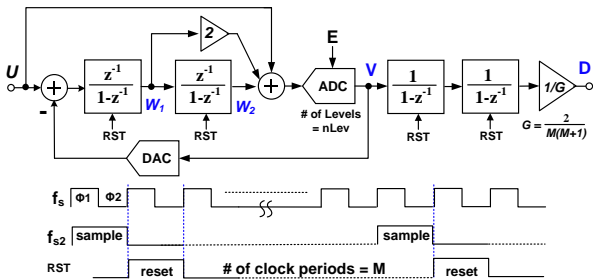 E
U
+
-
z-1
1-z-1
W1
z-1
1-z-1
W2
2
+
ADC
# of Levels
= nLev
V
1
1-z-1
1
1-z-1
1/G
D
G = 2
M(M+1)
RST
RST
RST
RST
DAC
fs Φ1 Φ2
fs2 sample sample
RST reset # of clock periods = M reset